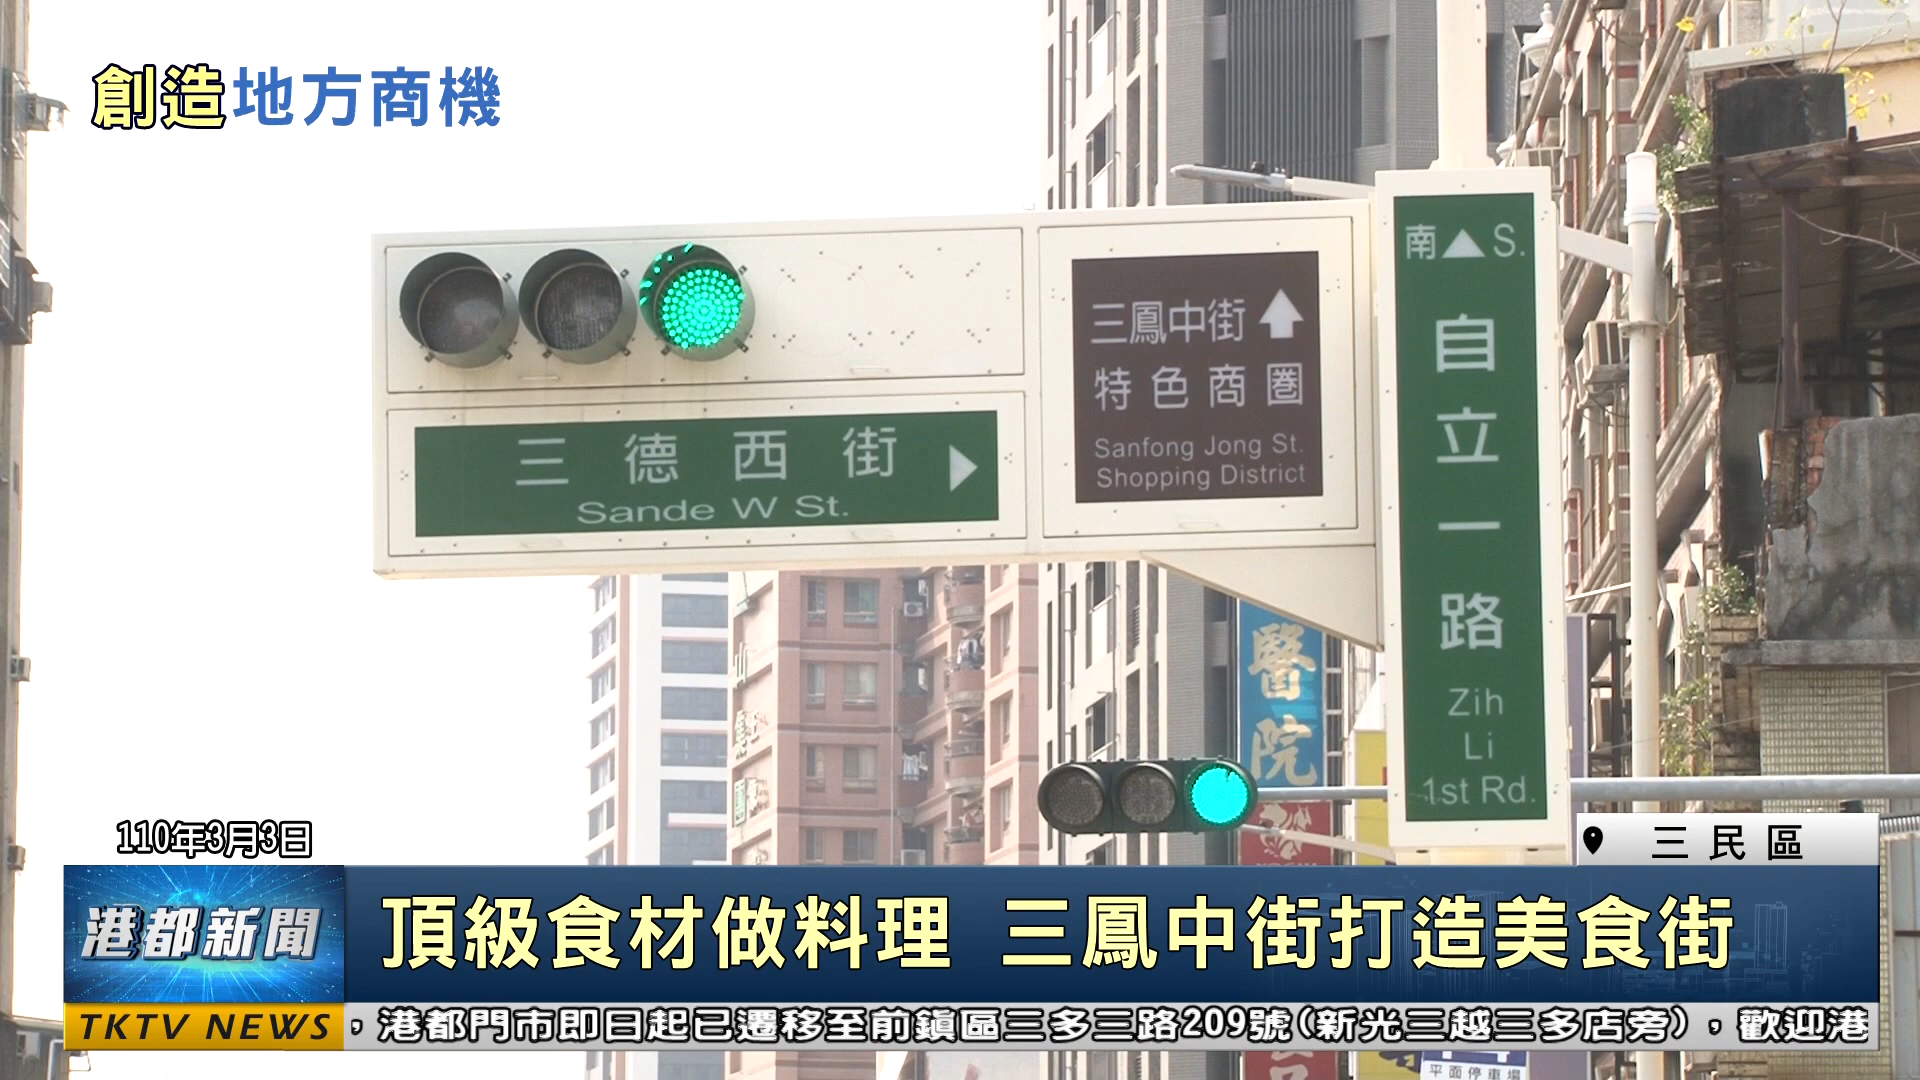 創造地方商機
三鳳中街
特色商圈
Sanfong Jong St.
Shopping District
三德西街
Sande W St.
南 S.
自立一路
Zih
Li
1st Rd.
醫院
110年3月3日
三民區
港都新聞
頂級食材做料理 三鳳中街打造美食街
TKTV NEWS
，港都門市即日起已遷移至前鎮區三多三路209號(新光三越三多店旁)，歡迎港
平面停車場